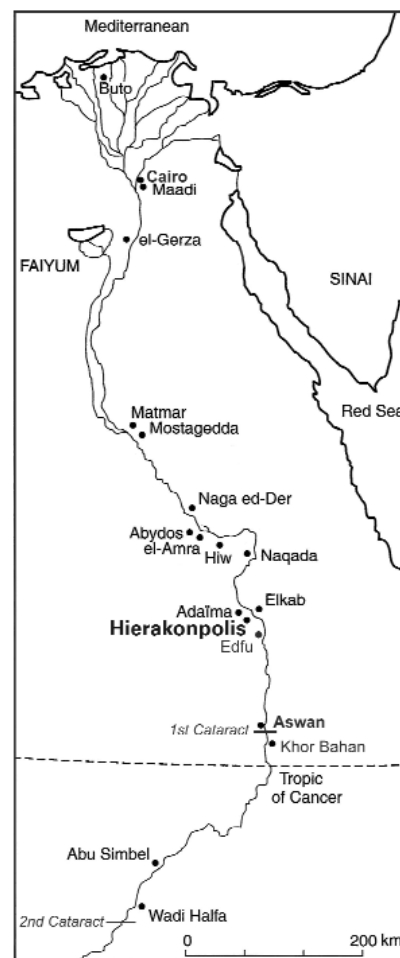 Mediterranean
Buto
Cairo
Maadi
el-Gerza
FAIYUM
SINAI
Red Sea
Matmar
Mostagedda
Naga ed-Der
Abydos
el-Amra
Hiw
Naqada
Elkab
Adaïma
Hierakonpolis
Edfu
Aswan
1st Cataract
Khor Bahan
Tropic
of Cancer
Abu Simbel
Wadi Halfa
2nd Cataract
0 200 km